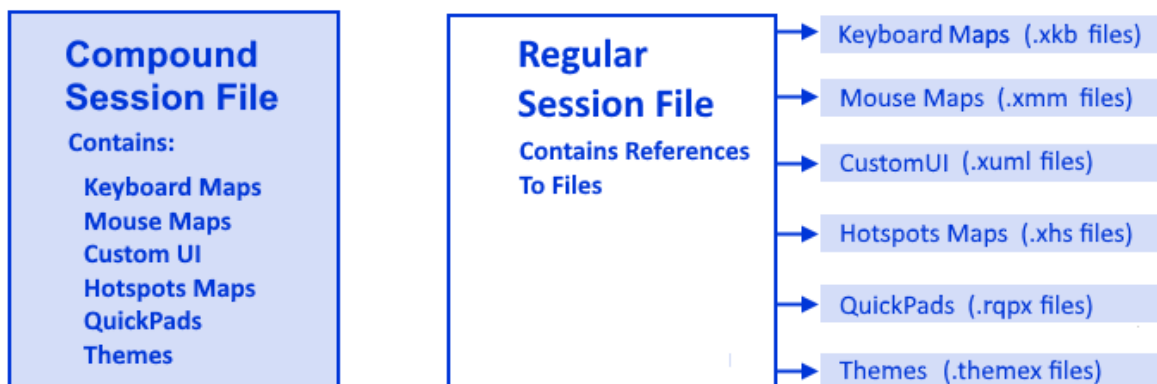 Compound
Session File
Contains:
Keyboard Maps
Mouse Maps
Custom UI
Hotspots Maps
QuickPads
Themes
Regular
Session File
Contains References
To Files
Keyboard Maps (.xkb files)
Mouse Maps (.xmm files)
CustomUI (.xuml files)
Hotspots Maps (.xhs files)
QuickPads (.rqpx files)
Themes (.themex files)